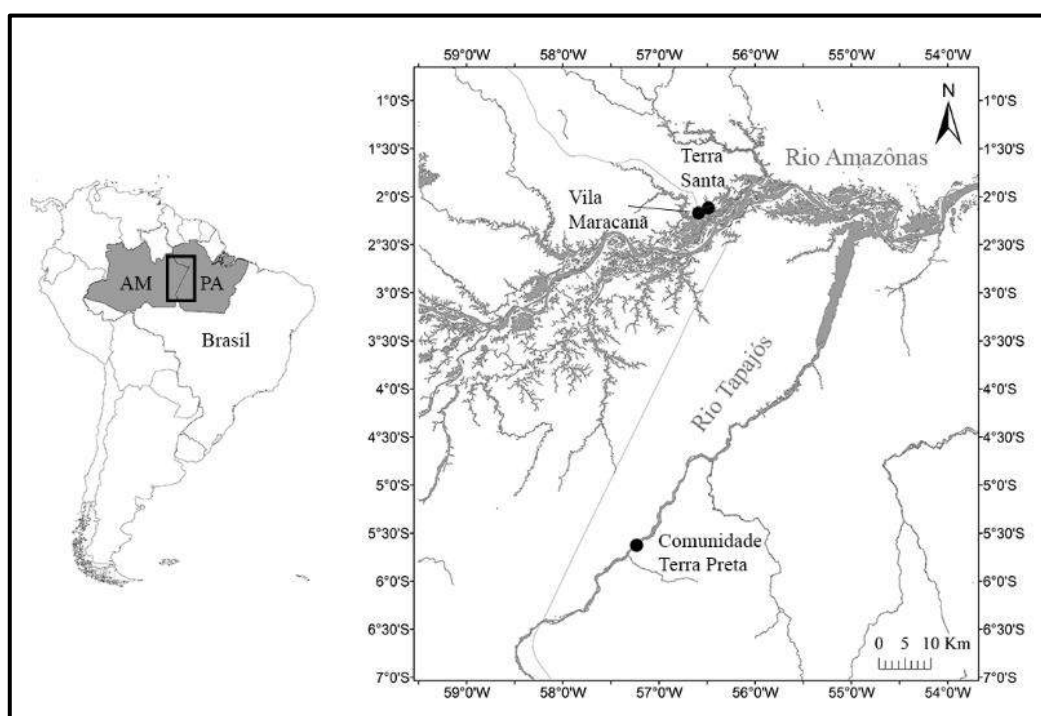 AM
PA
Brasil
59°0'W 58°0'W 57°0'W 56°0'W 55°0'W 54°0'W
N
1°0'S 1°0'S
1°30'S 1°30'S
2°0'S 2°0'S
2°30'S 2°30'S
3°0'S 3°0'S
3°30'S 3°30'S
4°0'S 4°0'S
4°30'S 4°30'S
5°0'S 5°0'S
5°30'S 5°30'S
6°0'S 6°0'S
6°30'S 6°30'S
7°0'S 7°0'S
Terra
Santa
Rio Amazônas
Vila
Maracanã
Rio Tapajós
Comunidade
Terra Preta
0 5 10 Km
59°0'W 58°0'W 57°0'W 56°0'W 55°0'W 54°0'W